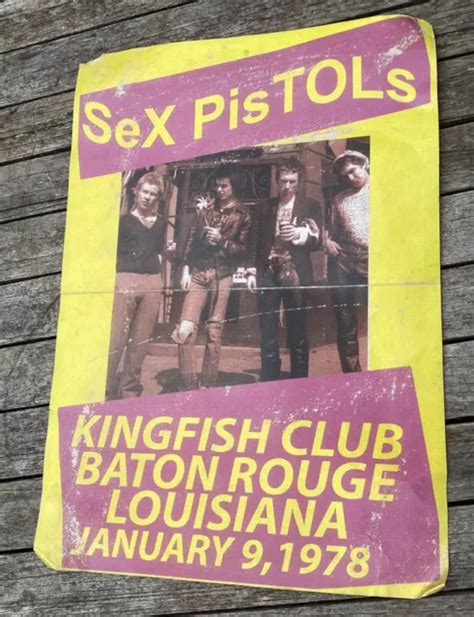 SeX PisTOLs
KINGFISH CLUB
BATON ROUGE
LOUISIANA
JANUARY 9,1978